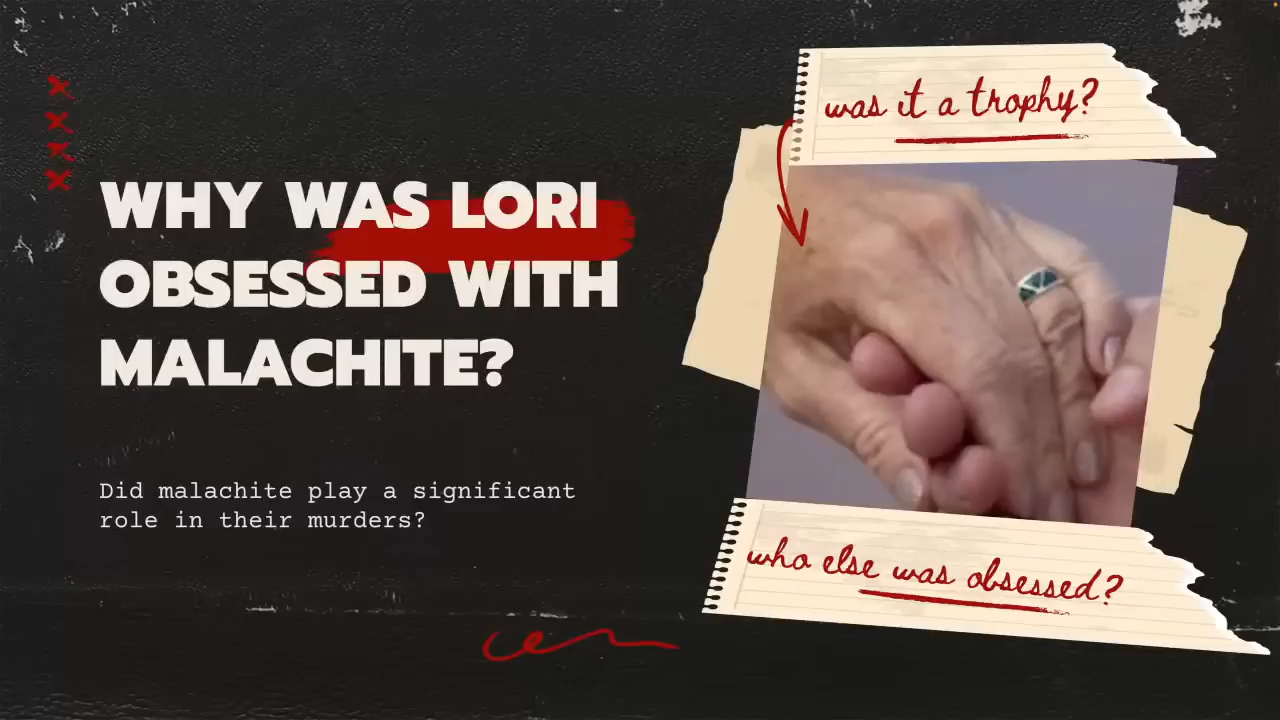 WHY WAS LORI
OBSESSED WITH
MALACHITE?
Did malachite play a significant
role in their murders?
was it a trophy?
who else was obsessed?